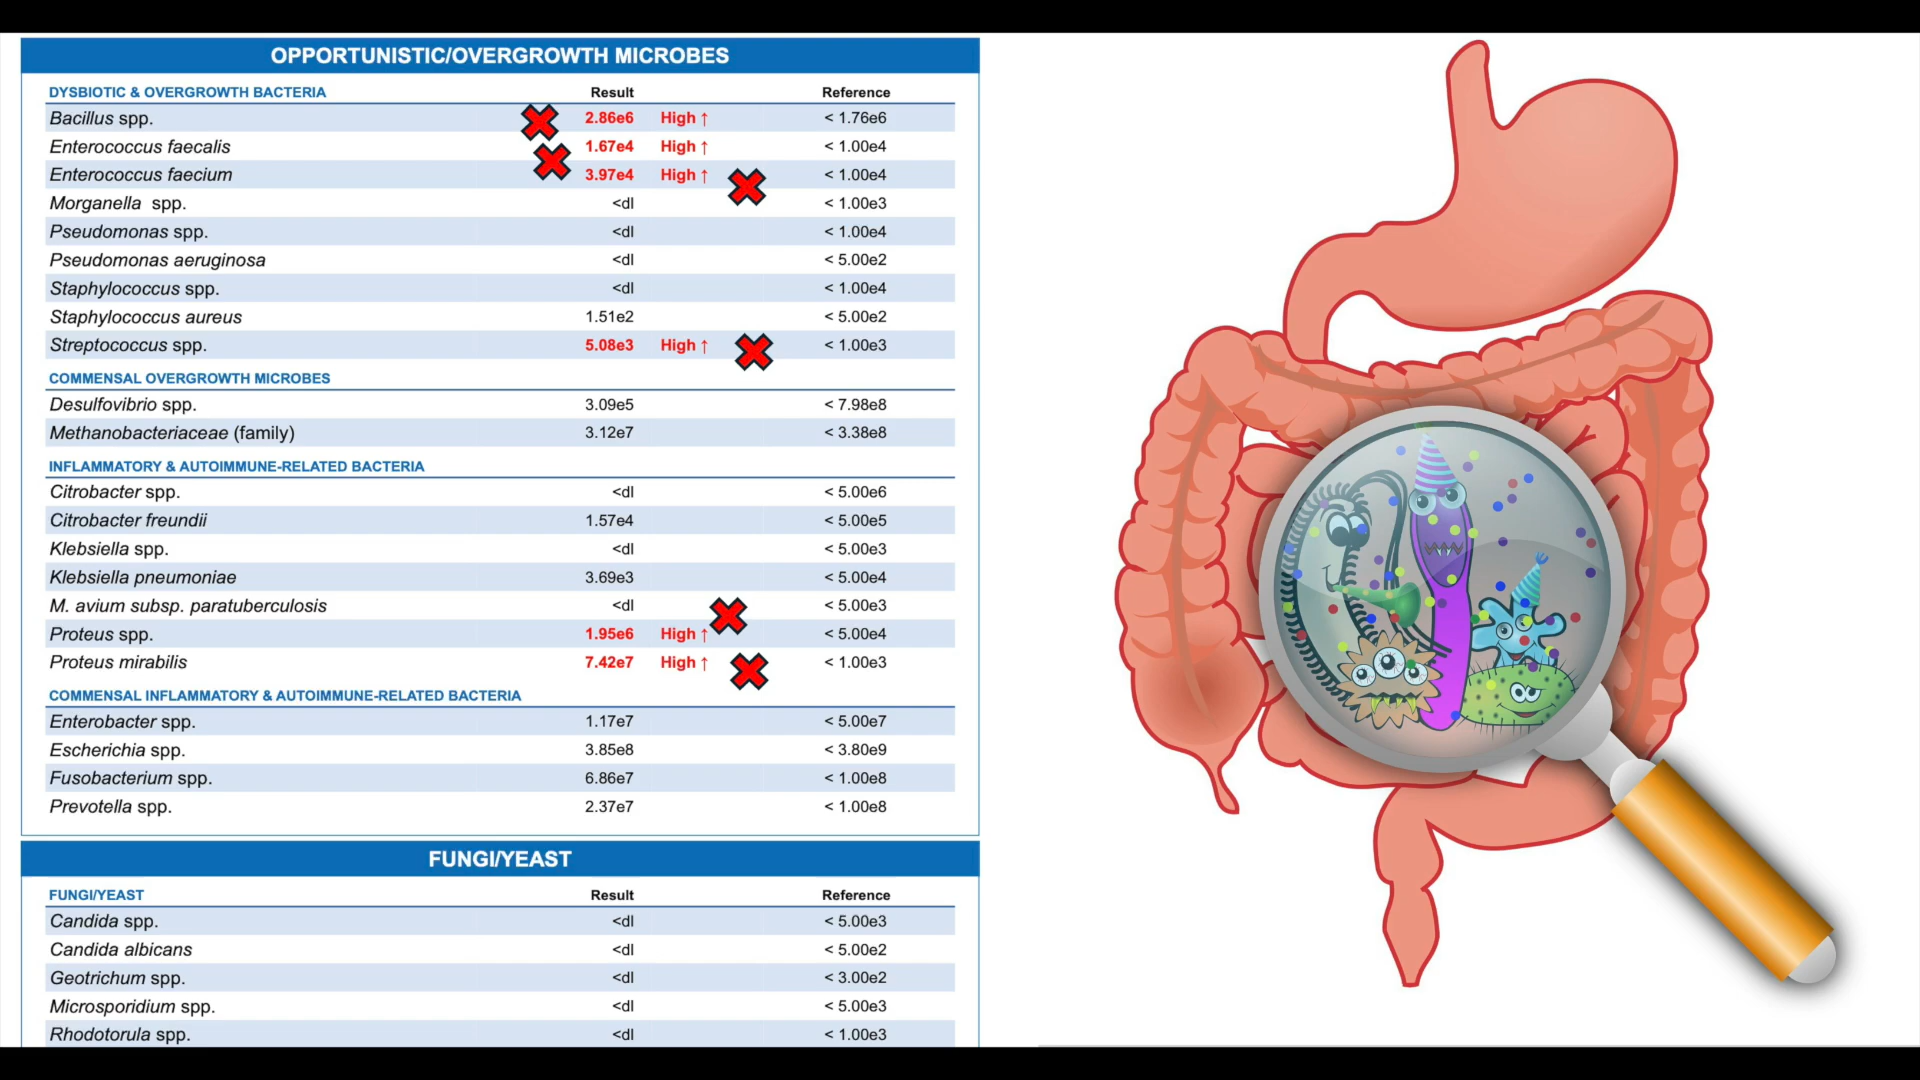 OPPORTUNISTIC/OVERGROWTH MICROBES
DYSBIOTIC & OVERGROWTH BACTERIA Result Reference
Bacillus spp. 2.86e6 High ↑ < 1.76e6
Enterococcus faecalis 1.67e4 High ↑ < 1.00e4
Enterococcus faecium 3.97e4 High ↑ < 1.00e4
Morganella spp. <dl < 1.00e3
Pseudomonas spp. <dl < 1.00e4
Pseudomonas aeruginosa <dl < 5.00e2
Staphylococcus spp. <dl < 1.00e4
Staphylococcus aureus 1.51e2 < 5.00e2
Streptococcus spp. 5.08e3 High ↑ < 1.00e3
COMMENSAL OVERGROWTH MICROBES
Desulfovibrio spp. 3.09e5 < 7.98e8
Methanobacteriaceae (family) 3.12e7 < 3.38e8
INFLAMMATORY & AUTOIMMUNE-RELATED BACTERIA
Citrobacter spp. <dl < 5.00e6
Citrobacter freundii 1.57e4 < 5.00e5
Klebsiella spp. <dl < 5.00e3
Klebsiella pneumoniae 3.69e3 < 5.00e4
M. avium subsp. paratuberculosis <dl < 5.00e3
Proteus spp. 1.95e6 High ↑ < 5.00e4
Proteus mirabilis 7.42e7 High ↑ < 1.00e3
COMMENSAL INFLAMMATORY & AUTOIMMUNE-RELATED BACTERIA
Enterobacter spp. 1.17e7 < 5.00e7
Escherichia spp. 3.85e8 < 3.80e9
Fusobacterium spp. 6.86e7 < 1.00e8
Prevotella spp. 2.37e7 < 1.00e8
FUNGI/YEAST
FUNGI/YEAST Result Reference
Candida spp. <dl < 5.00e3
Candida albicans <dl < 5.00e2
Geotrichum spp. <dl < 3.00e2
Microsporidium spp. <dl < 5.00e3
Rhodotorula spp. <dl < 1.00e3